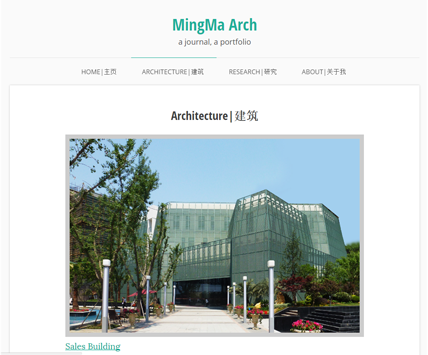 MingMa Arch
a journal, a portfolio
HOME|主页 ARCHITECTURE|建筑 RESEARCH|研究 ABOUT|关于我
Architecture|建筑
Sales Building